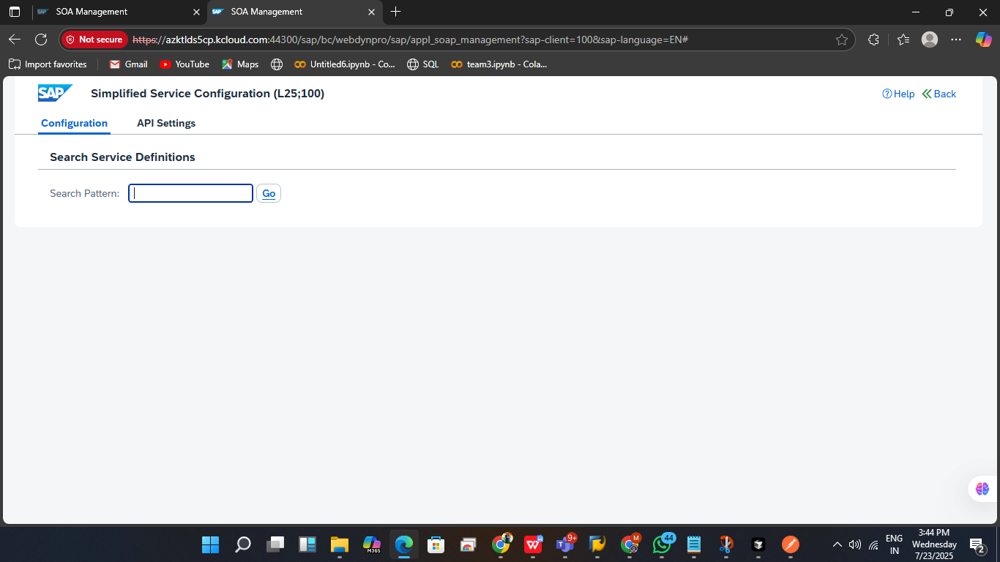 SAP SOA Management
SAP SOA Management
Not secure https://azktlds5cp.kcloud.com:44300/sap/bc/webdynpro/sap/appl_soap_management?sap-client=100&sap-language=EN#
Import favorites Gmail YouTube Maps Untitled6.ipynb - Co... SQL team3.ipynb - Cola...
SAP Simplified Service Configuration (L25;100) Help Back
Configuration API Settings
Search Service Definitions
Search Pattern: Go
M365 9+ M 44
ENG
IN
3:44 PM
Wednesday
7/23/2025
2